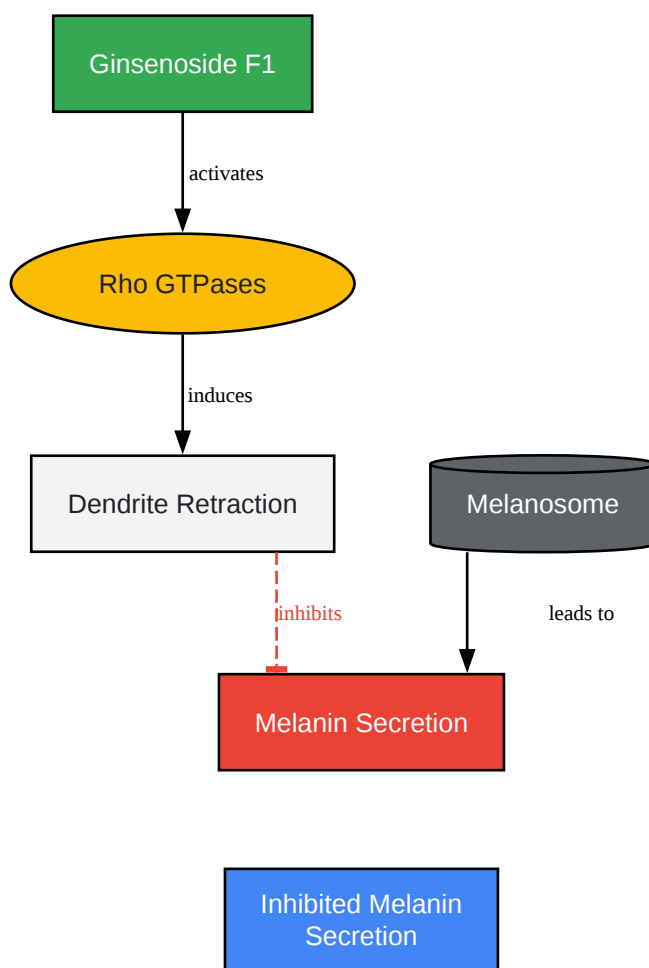 Ginsenoside F1
activates
Rho GTPases
induces
Dendrite Retraction
Melanosome
inhibits
leads to
Melanin Secretion
Inhibited Melanin
Secretion